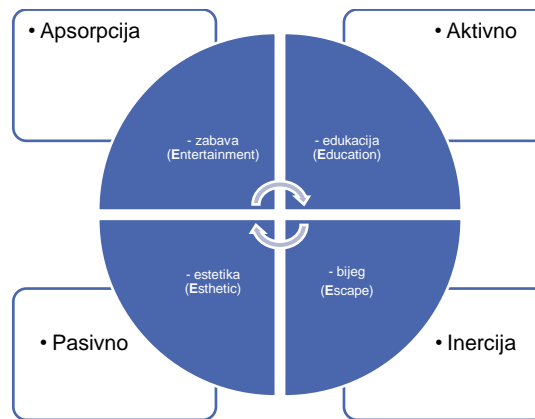 • Apsorpcija
• Aktivno
- zabava
(Entertainment)
- edukacija
(Education)
- estetika
(Esthetic)
- bijeg
(Escape)
• Pasivno
• Inercija